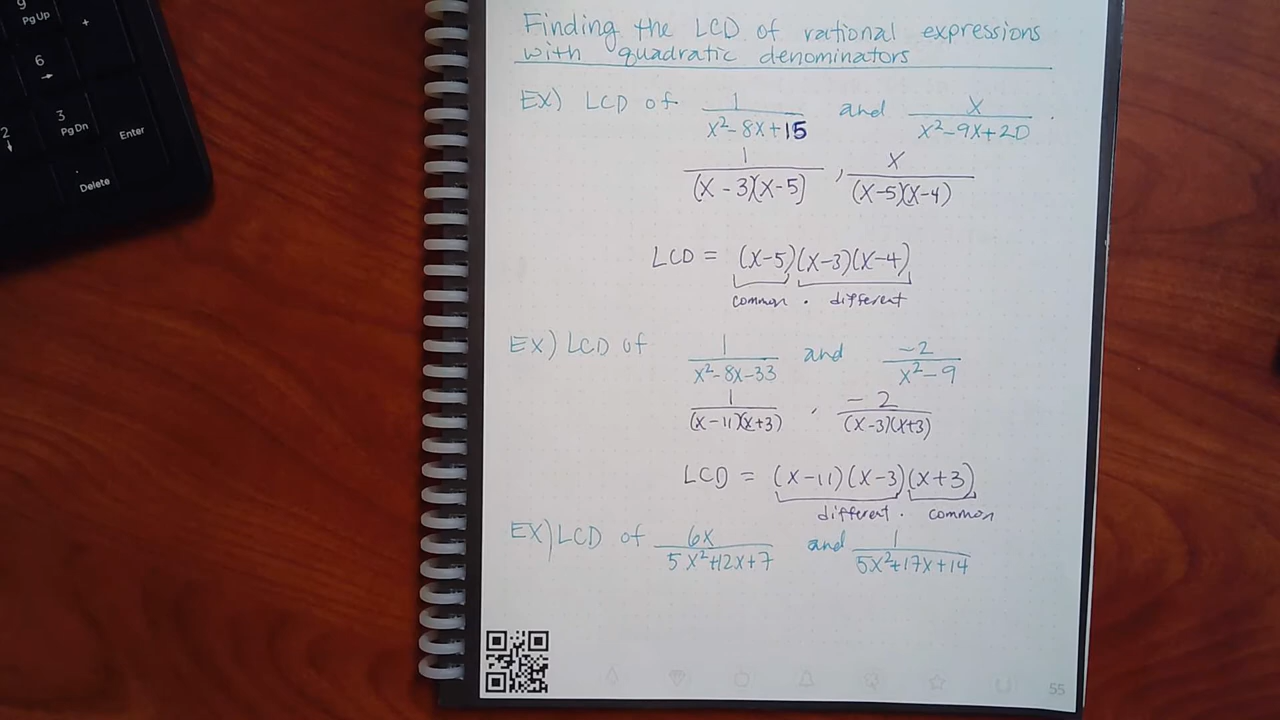 9
PgUp
+
6
→
3
PgDn
2
↓
Enter
.
Delete
Finding the LCD of rational expressions
with quadratic denominators
EX) LCD of 1/(x²-8x+15) and x/(x²-9x+20).
1/((x-3)(x-5)) , x/((x-5)(x-4))
LCD = (x-5)(x-3)(x-4)
common · different
EX) LCD of 1/(x²-8x-33) and -2/(x²-9)
1/((x-11)(x+3)) , -2/((x-3)(x+3))
LCD = (x-11)(x-3)(x+3)
different · common
EX) LCD of 6x/(5x²+12x+7) and 1/(5x²+17x+14)
55